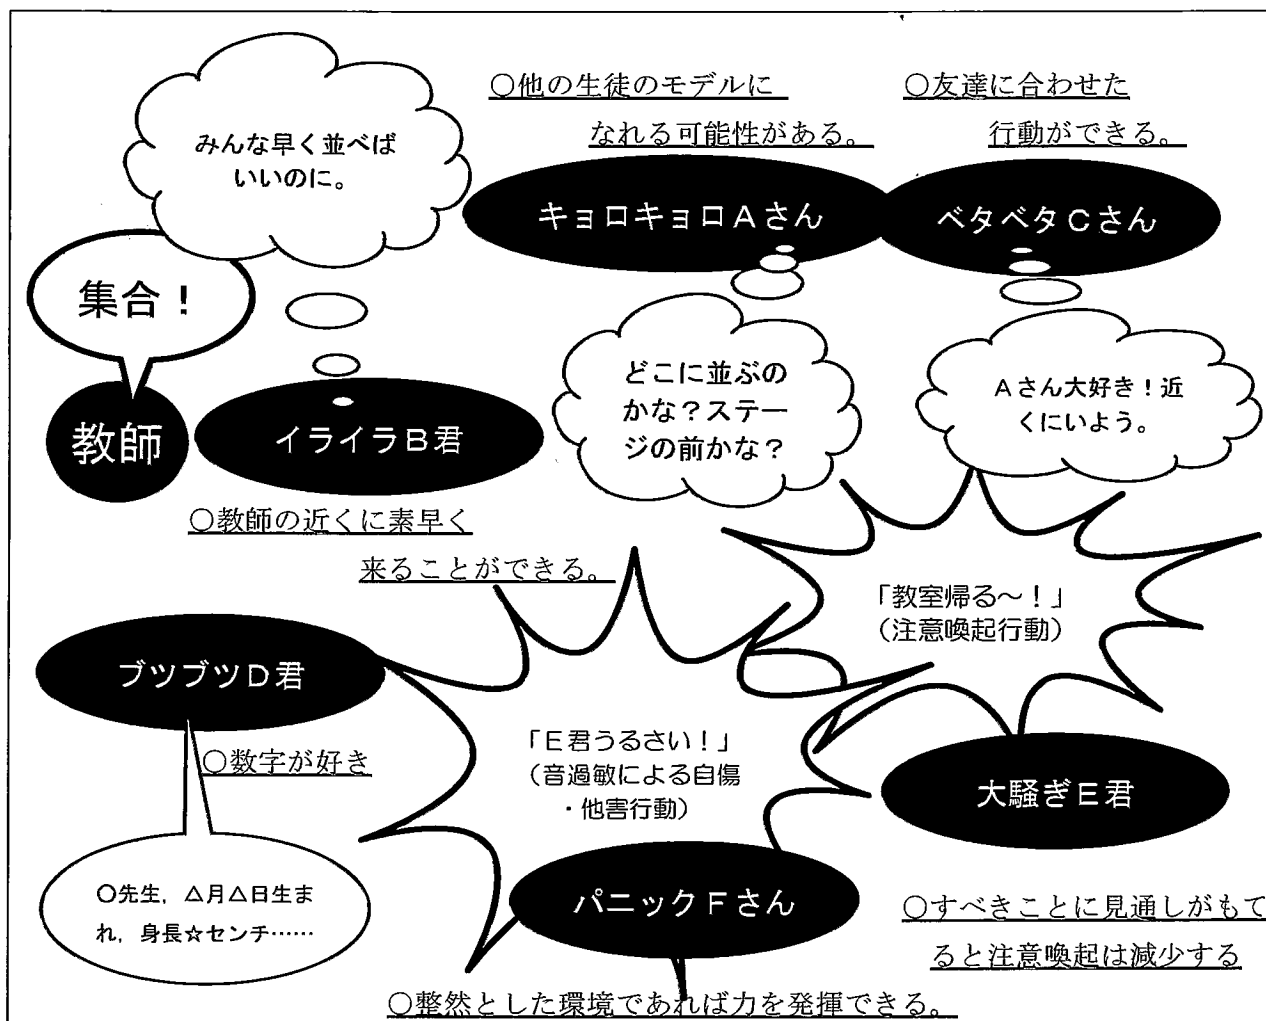 ○他の生徒のモデルに
なれる可能性がある。
○友達に合わせた
行動ができる。
みんな早く並べば
いいのに。
キョロキョロAさん
ベタベタCさん
集合！
どこに並ぶの
かな？ステー
ジの前かな？
Aさん大好き！近
くにいよう。
教師
イライラB君
○教師の近くに素早く
来ることができる。
「教室帰る～！」
（注意喚起行動）
ブツブツD君
○数字が好き
「E君うるさい！」
（音過敏による自傷
・他害行動）
大騒ぎE君
○先生，△月△日生ま
れ，身長☆センチ……
パニックFさん
○すべきことに見通しがもて
ると注意喚起は減少する
○整然とした環境であれば力を発揮できる。